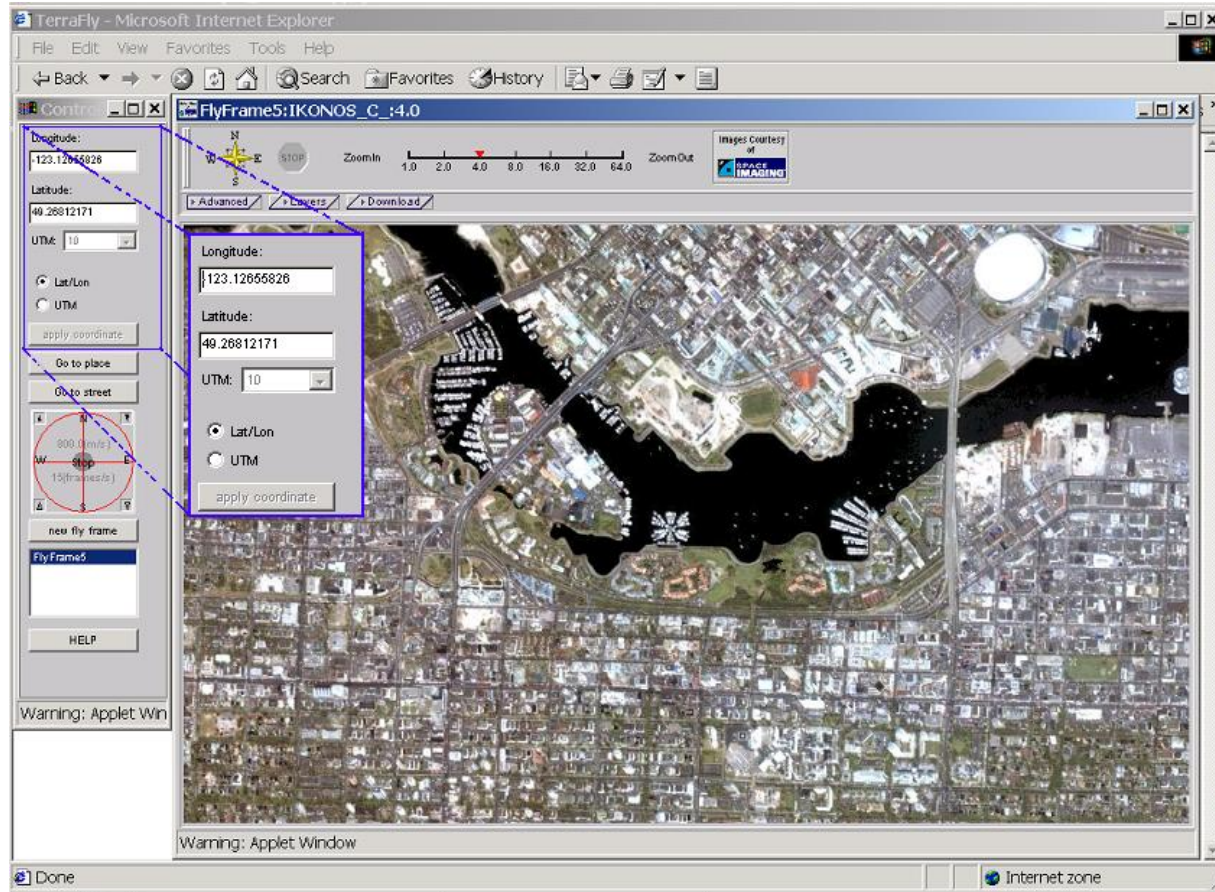 TerraFly - Microsoft Internet Explorer
File Edit View Favorites Tools Help
Back Search Favorites History
Contro
Longitude:
-123.12655826
Latitude:
49.26812171
UTM: 10
Lat/Lon
UTM
apply coordinate
Go to place
Go to street
N
800.0(m/s)
W Stop E
15(frames/s)
S
new fly frame
FlyFrame5
HELP
Warning: Applet Win
FlyFrame5:IKONOS_C_:4.0
N
W E
S
STOP
Zoom In 1.0 2.0 4.0 8.0 16.0 32.0 64.0 Zoom Out
Images Courtesy
of
SPACE
IMAGING
Advanced Layers Download
Longitude:
-123.12655826
Latitude:
49.26812171
UTM: 10
Lat/Lon
UTM
apply coordinate
Warning: Applet Window
Done Internet zone